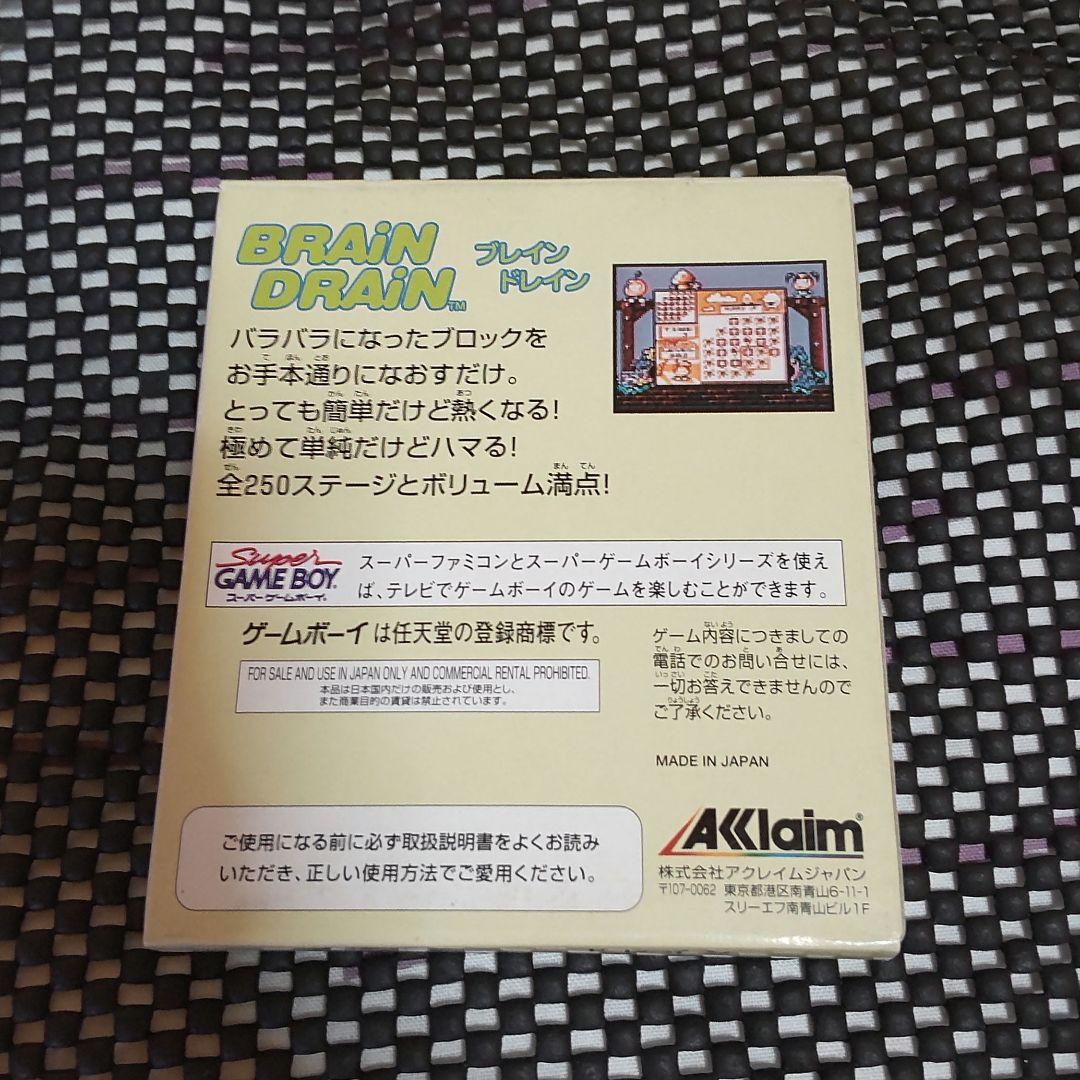 BRAiN
DRAiN™
ブレイン
ドレイン
バラバラになったブロックを
お手本通りになおすだけ。
とっても簡単だけど熱くなる!
極めて単純だけどハマる!
全250ステージとボリューム満点!
Super
GAME BOY
スーパーゲームボーイ®
スーパーファミコンとスーパーゲームボーイシリーズを使え
ば、テレビでゲームボーイのゲームを楽しむことができます。
ゲームボーイは任天堂の登録商標です。
FOR SALE AND USE IN JAPAN ONLY AND COMMERCIAL RENTAL PROHIBITED.
本品は日本国内だけの販売および使用とし、
また商業目的の賃貸は禁止されています。
ゲーム内容につきましての
電話でのお問い合せには、
一切お答えできませんので
ご了承ください。
MADE IN JAPAN
ご使用になる前に必ず取扱説明書をよくお読み
いただき、正しい使用方法でご愛用ください。
AKKlaim®
株式会社アクレイムジャパン
〒107-0062 東京都港区南青山6-11-1
スリーエフ南青山ビル1F